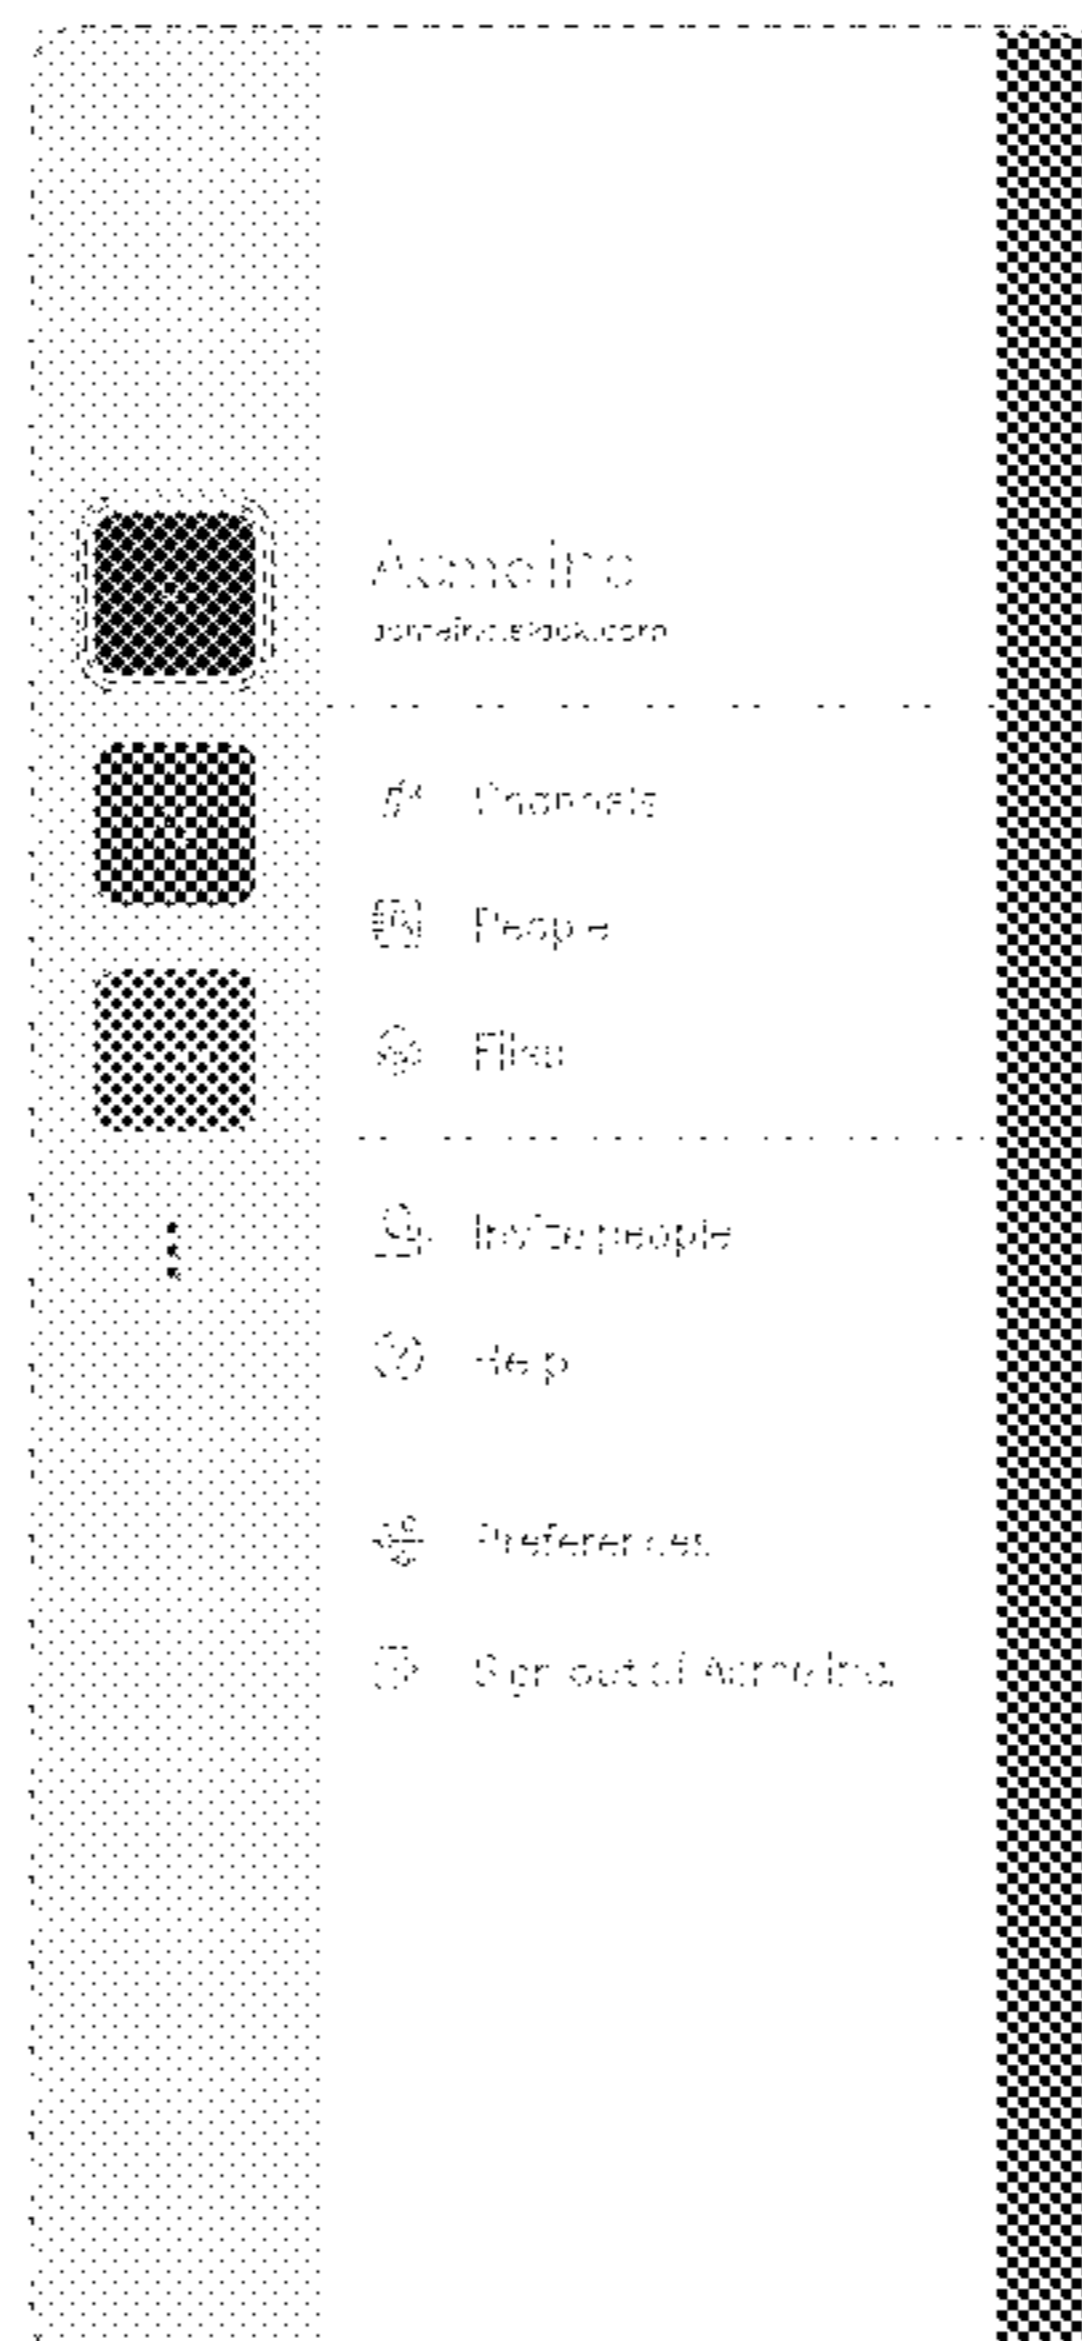 Acme Inc
Channels
People
Files
Invite people
Help
Preferences
Sign out of Acme Inc.